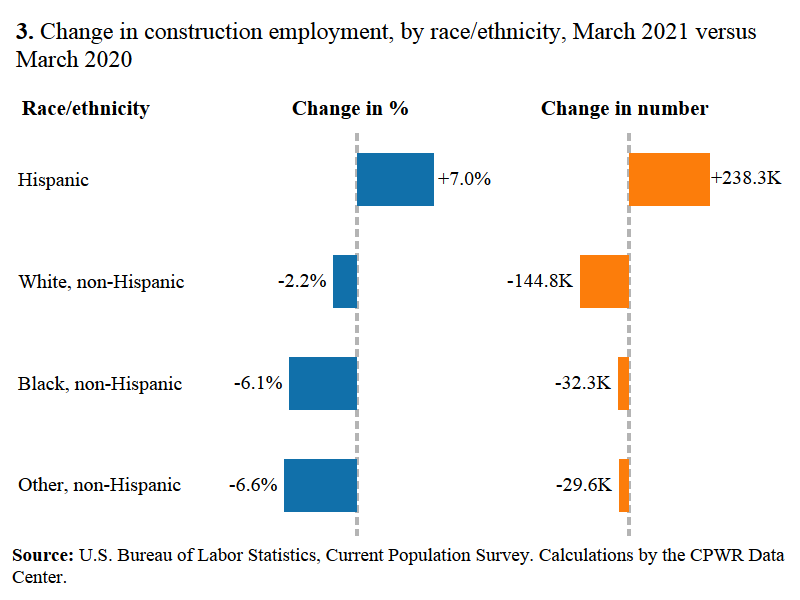 3. Change in construction employment, by race/ethnicity, March 2021 versus
March 2020
Race/ethnicity Change in % Change in number
Hispanic +7.0% +238.3K
White, non-Hispanic -2.2% -144.8K
Black, non-Hispanic -6.1% -32.3K
Other, non-Hispanic -6.6% -29.6K
Source: U.S. Bureau of Labor Statistics, Current Population Survey. Calculations by the CPWR Data
Center.